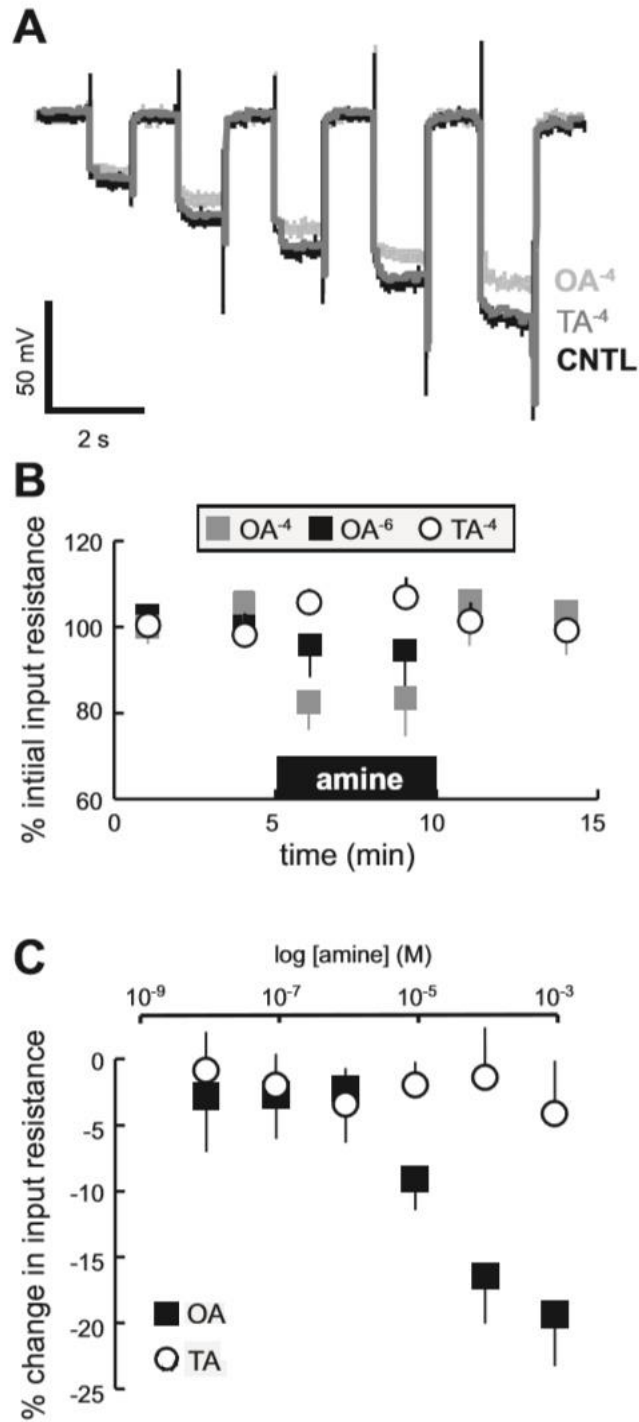 A
50 mV
2 s
OA-4
TA-4
CNTL
B
OA-4 OA-6 TA-4
% intiial input resistance
120
100
80
60
amine
0 5 10 15
time (min)
C
log [amine] (M)
10-9 10-7 10-5 10-3
% change in input resistance
0
-5
-10
-15
-20
-25
OA
TA